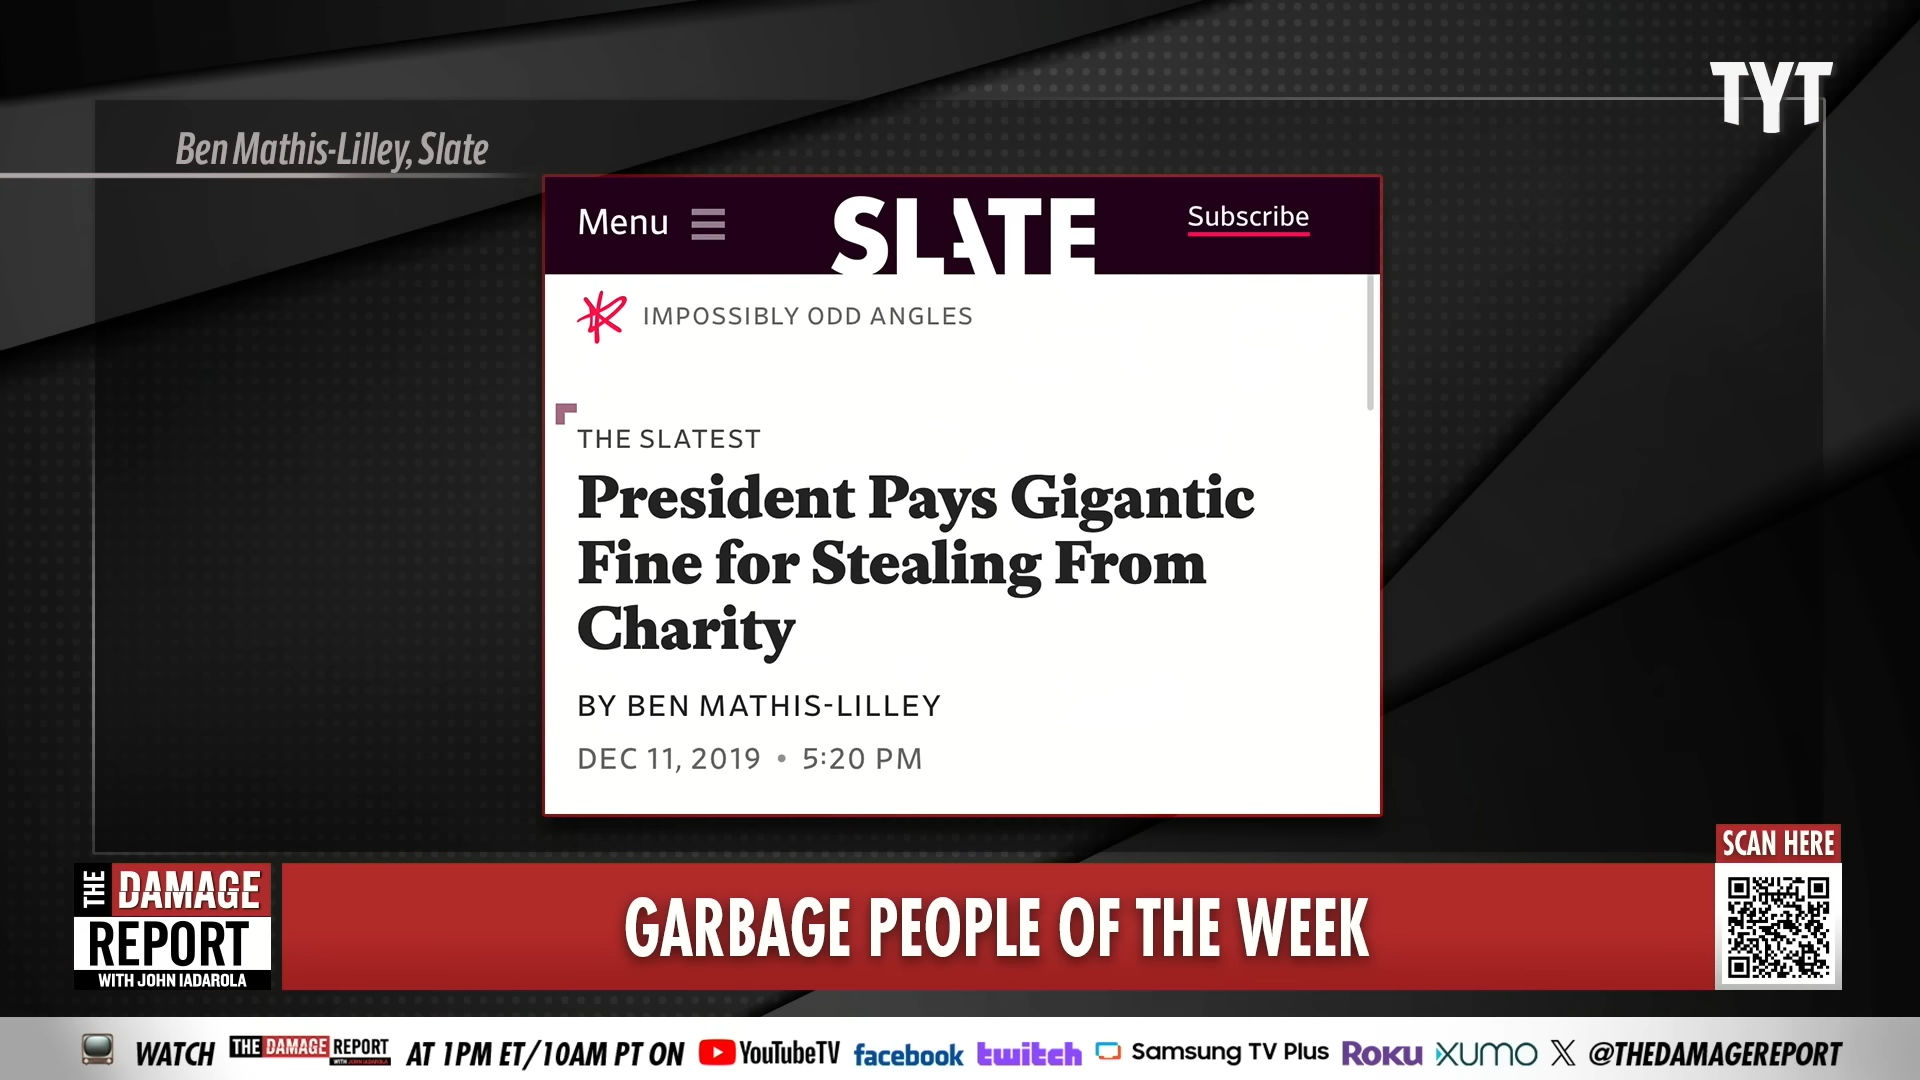 TYT
Ben Mathis-Lilley, Slate
Menu
SLATE
Subscribe
IMPOSSIBLY ODD ANGLES
THE SLATEST
President Pays Gigantic
Fine for Stealing From
Charity
BY BEN MATHIS-LILLEY
DEC 11, 2019 • 5:20 PM
SCAN HERE
THE DAMAGE
REPORT
WITH JOHN IADAROLA
GARBAGE PEOPLE OF THE WEEK
WATCH THE DAMAGE REPORT WITH JOHN IADAROLA AT 1PM ET/10AM PT ON YouTubeTV facebook twitch Samsung TV Plus ROKU XUMO X @THEDAMAGEREPORT